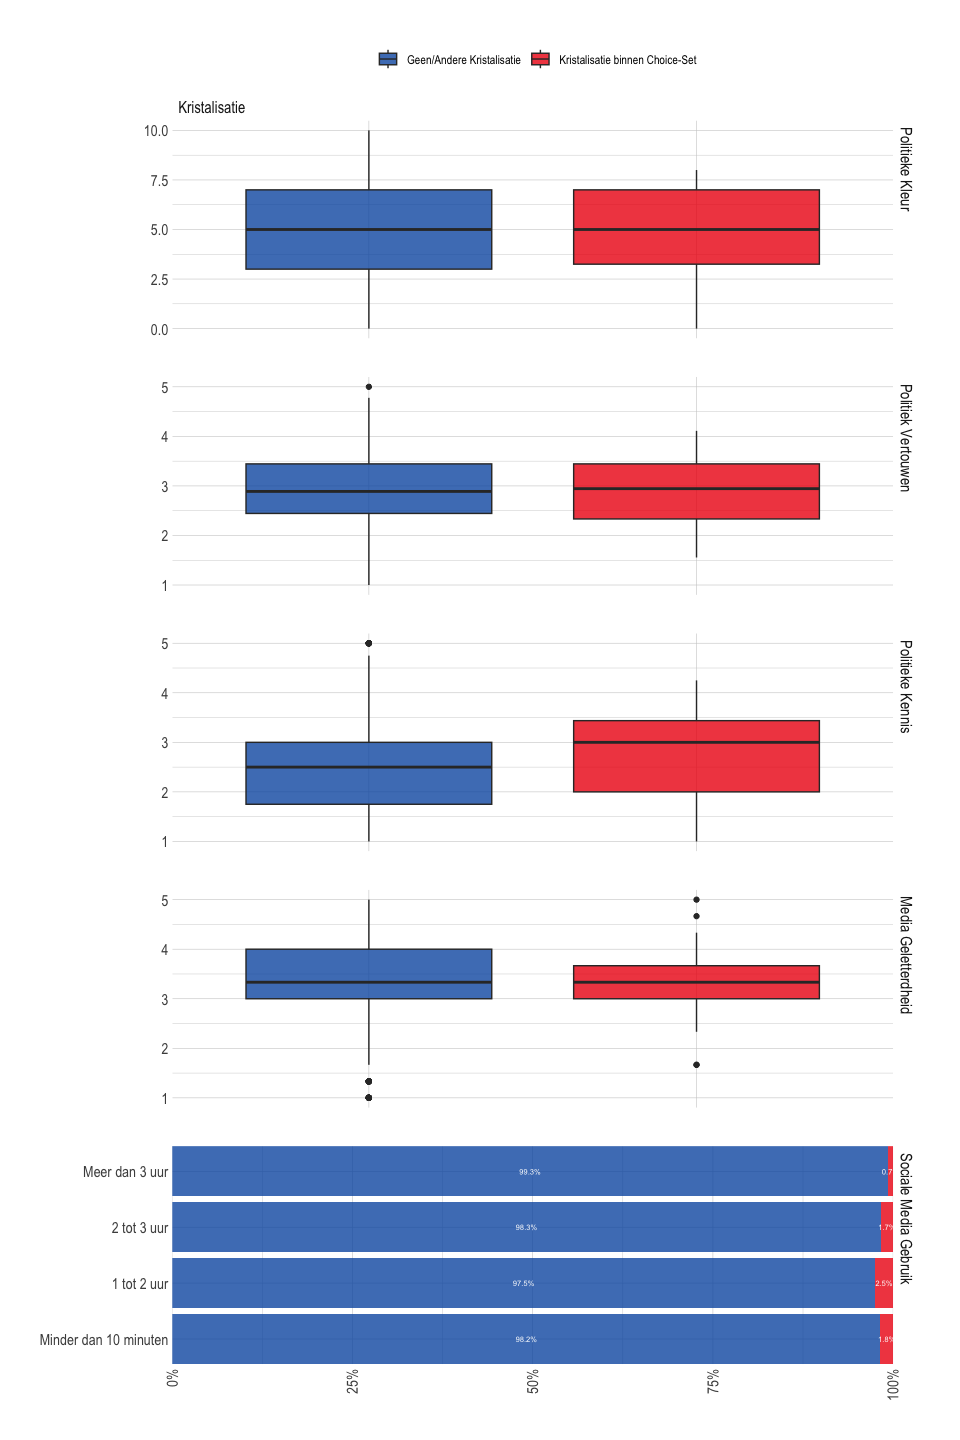 Geen/Andere Kristalisatie
Kristalisatie binnen Choice-Set
Kristalisatie
10.0
7.5
5.0
2.5
0.0
Politieke Kleur
5
4
3
2
1
Politiek Vertouwen
5
4
3
2
1
Politieke Kennis
5
4
3
2
1
Media Geletterdheid
Meer dan 3 uur
99.3%
0.7
2 tot 3 uur
98.3%
1.7%
1 tot 2 uur
97.5%
2.5%
Minder dan 10 minuten
98.2%
1.8%
Sociale Media Gebruik
0%
25%
50%
75%
100%